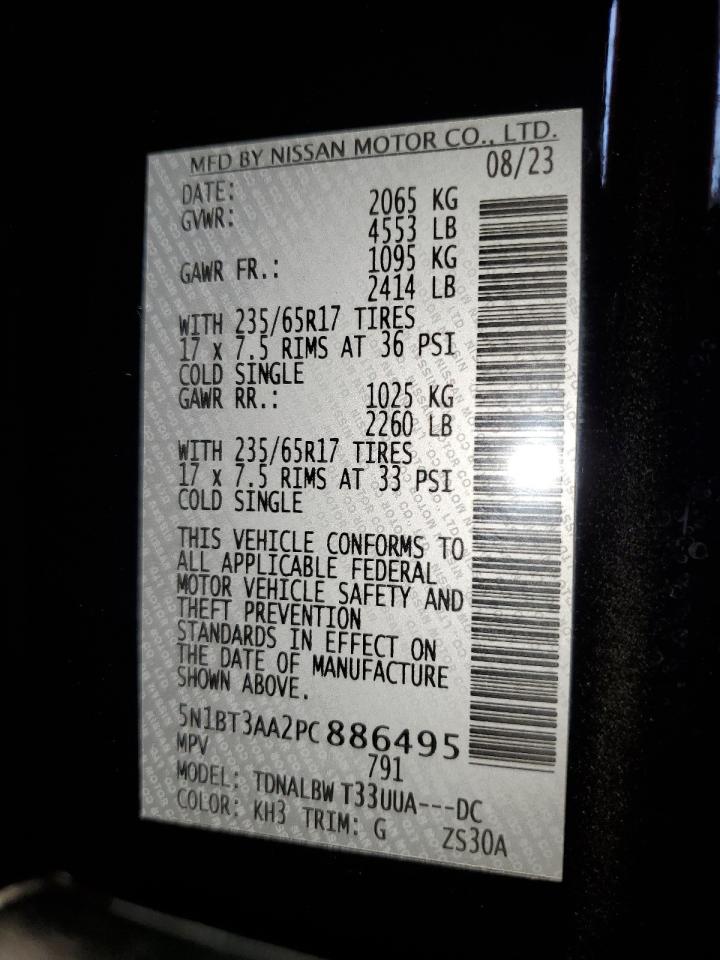 MFD BY NISSAN MOTOR CO., LTD.
DATE: 08/23
GVWR: 2065 KG
4553 LB
GAWR FR.: 1095 KG
2414 LB
WITH 235/65R17 TIRES
17 x 7.5 RIMS AT 36 PSI
COLD SINGLE
GAWR RR.: 1025 KG
2260 LB
WITH 235/65R17 TIRES
17 x 7.5 RIMS AT 33 PSI
COLD SINGLE
THIS VEHICLE CONFORMS TO
ALL APPLICABLE FEDERAL
MOTOR VEHICLE SAFETY AND
THEFT PREVENTION
STANDARDS IN EFFECT ON
THE DATE OF MANUFACTURE
SHOWN ABOVE.
5N1BT3AA2PC886495
MPV 791
MODEL: TDNALBW T33UUA---DC
COLOR: KH3 TRIM: G ZS30A